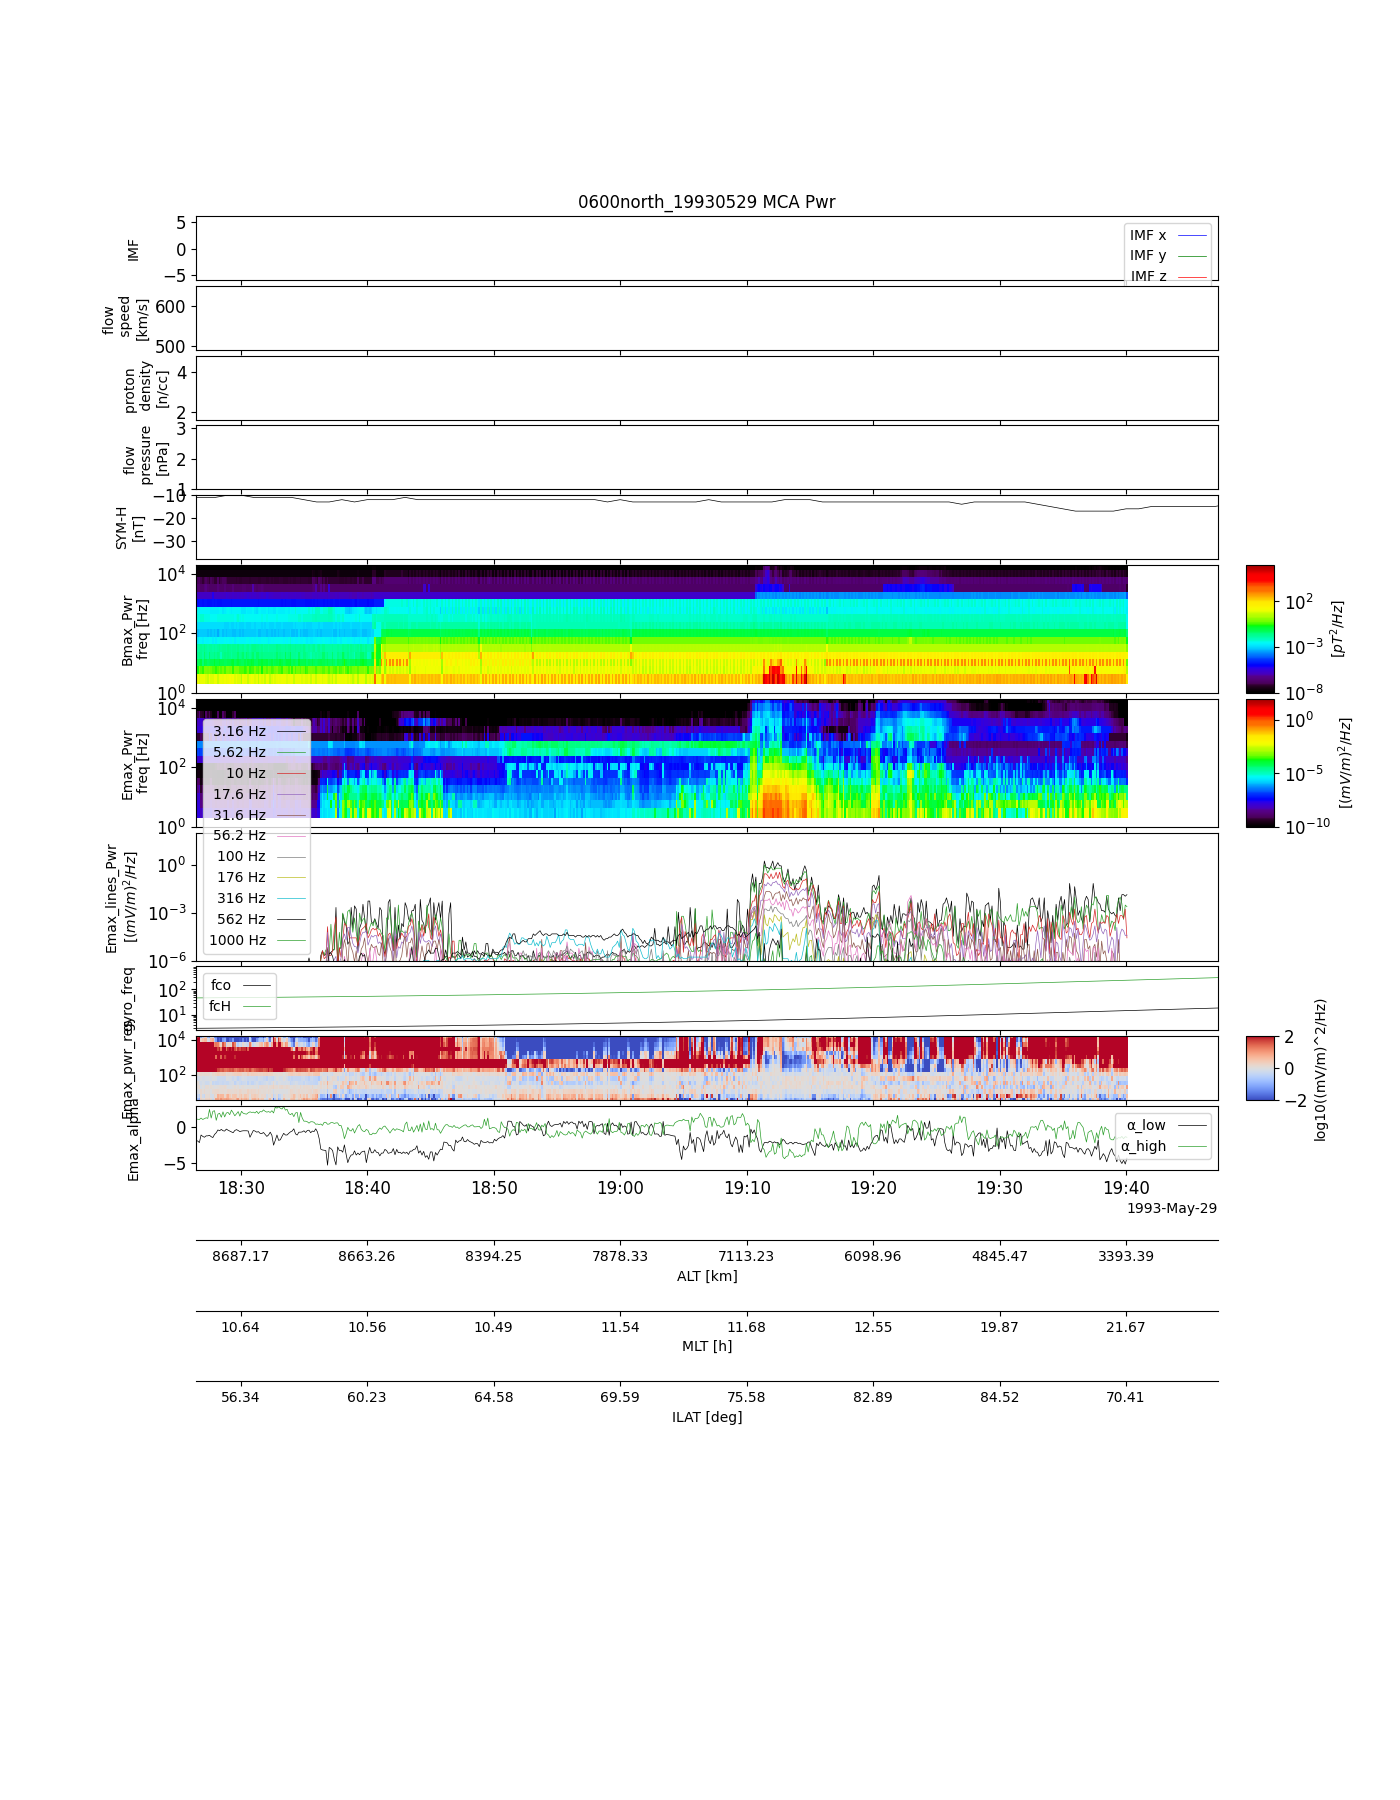 0600north_19930529 MCA Pwr
IMF
5
0
−5
IMF x
IMF y
IMF z
flow
speed
[km/s]
600
500
proton
density
[n/cc]
4
2
flow
pressure
[nPa]
3
2
1
SYM-H
[nT]
−10
−20
−30
Bmax_Pwr
freq [Hz]
10^4
10^2
10^0
10^2
10^-3
10^-8
[pT^2/Hz]
Emax_Pwr
freq [Hz]
10^4
10^2
10^0
10^0
10^-5
10^-10
[(mV/m)^2/Hz]
3.16 Hz
5.62 Hz
10 Hz
17.6 Hz
31.6 Hz
56.2 Hz
100 Hz
176 Hz
316 Hz
562 Hz
1000 Hz
Emax_lines_Pwr
[(mV/m)^2/Hz]
10^0
10^-3
10^-6
10^2
10^1
fco
fcH
Emax_pwr_reg
10^4
10^2
2
0
−2
log10((mV/m)^2/Hz)
Emax_alpha
0
−5
α_low
α_high
18:30 18:40 18:50 19:00 19:10 19:20 19:30 19:40
1993-May-29
8687.17 8663.26 8394.25 7878.33 7113.23 6098.96 4845.47 3393.39
ALT [km]
10.64 10.56 10.49 11.54 11.68 12.55 19.87 21.67
MLT [h]
56.34 60.23 64.58 69.59 75.58 82.89 84.52 70.41
ILAT [deg]